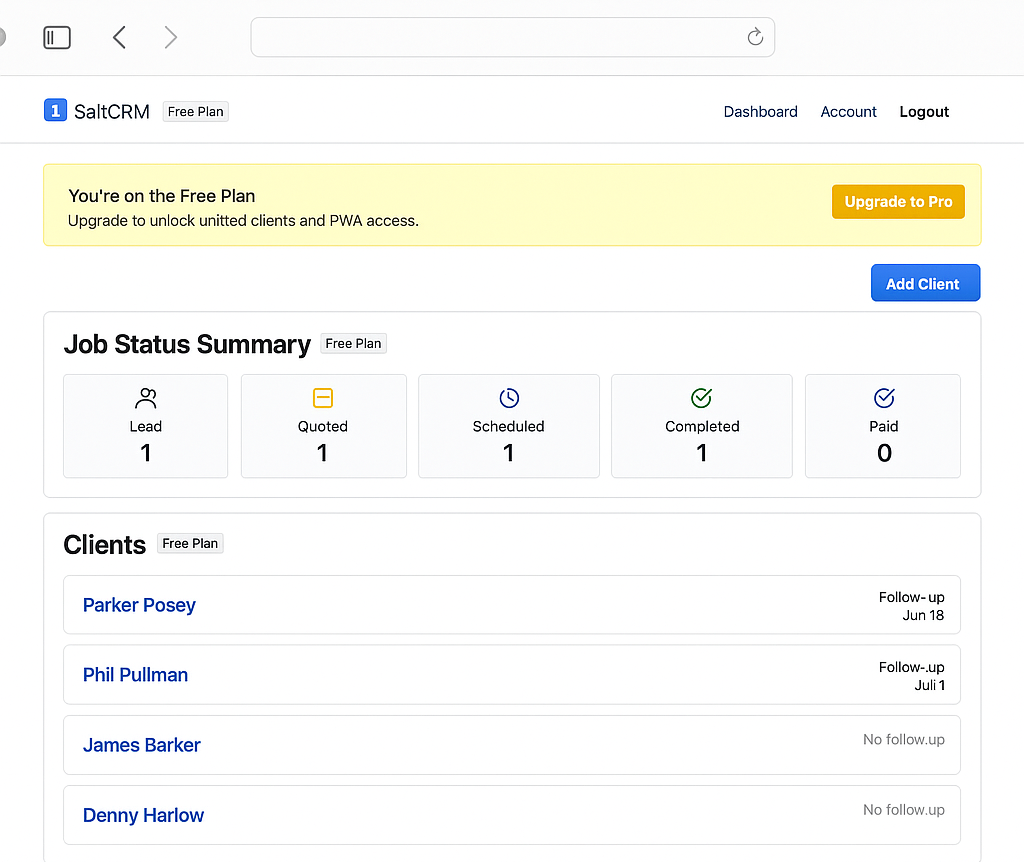 1 SaltCRM Free Plan Dashboard Account Logout
You're on the Free Plan
Upgrade to unlock unitted clients and PWA access.
Upgrade to Pro
Add Client
Job Status Summary Free Plan
Lead
1
Quoted
1
Scheduled
1
Completed
1
Paid
0
Clients Free Plan
Parker Posey
Follow-up
Jun 18
Phil Pullman
Follow-.up
Juli 1
James Barker
No follow.up
Denny Harlow
No follow.up